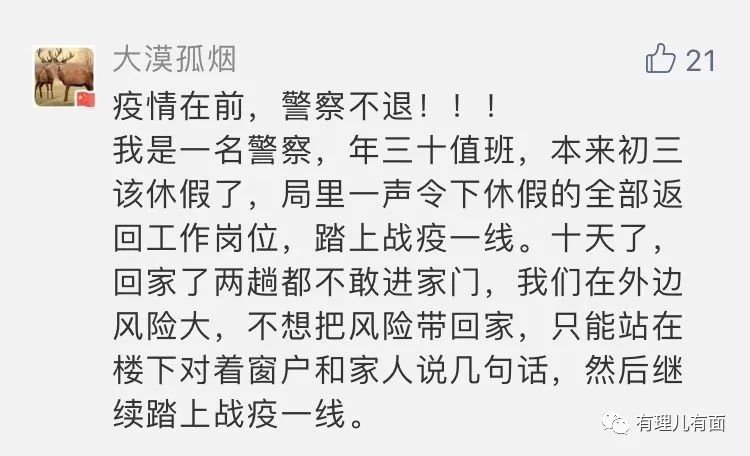 大漠孤烟
21
疫情在前，警察不退！！！
我是一名警察，年三十值班，本来初三
该休假了，局里一声令下休假的全部返
回工作岗位，踏上战疫一线。十天了，
回家了两趟都不敢进家门，我们在外边
风险大，不想把风险带回家，只能站在
楼下对着窗户和家人说几句话，然后继
续踏上战疫一线。
有理儿有面